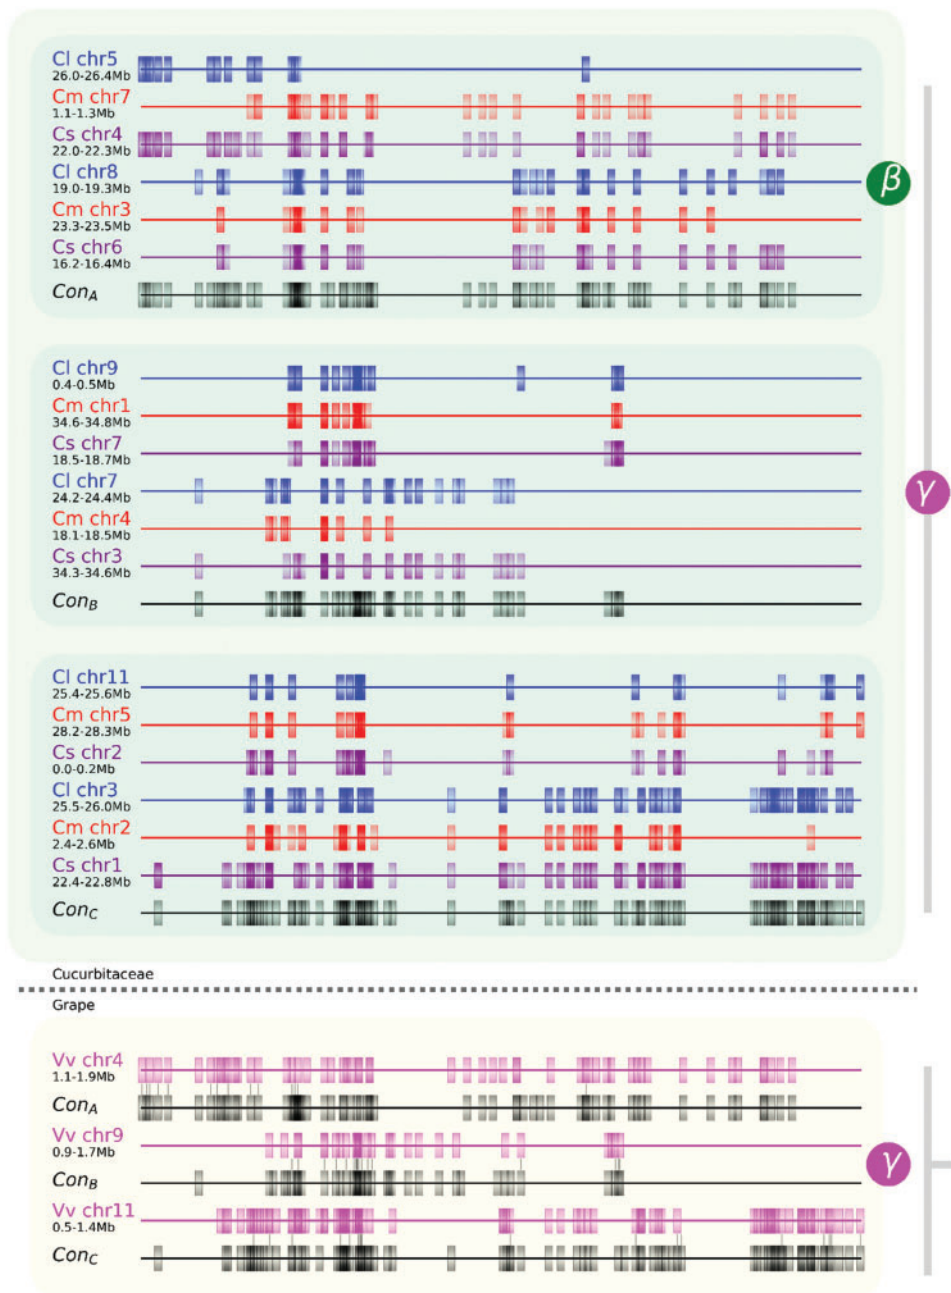 Cl chr5
26.0-26.4Mb
Cm chr7
1.1-1.3Mb
Cs chr4
22.0-22.3Mb
Cl chr8
19.0-19.3Mb
β
Cm chr3
23.3-23.5Mb
Cs chr6
16.2-16.4Mb
ConA
Cl chr9
0.4-0.5Mb
Cm chr1
34.6-34.8Mb
Cs chr7
18.5-18.7Mb
Cl chr7
24.2-24.4Mb
γ
Cm chr4
18.1-18.5Mb
Cs chr3
34.3-34.6Mb
ConB
Cl chr11
25.4-25.6Mb
Cm chr5
28.2-28.3Mb
Cs chr2
0.0-0.2Mb
Cl chr3
25.5-26.0Mb
Cm chr2
2.4-2.6Mb
Cs chr1
22.4-22.8Mb
ConC
Cucurbitaceae
Grape
Vv chr4
1.1-1.9Mb
ConA
Vv chr9
0.9-1.7Mb
γ
ConB
Vv chr11
0.5-1.4Mb
ConC